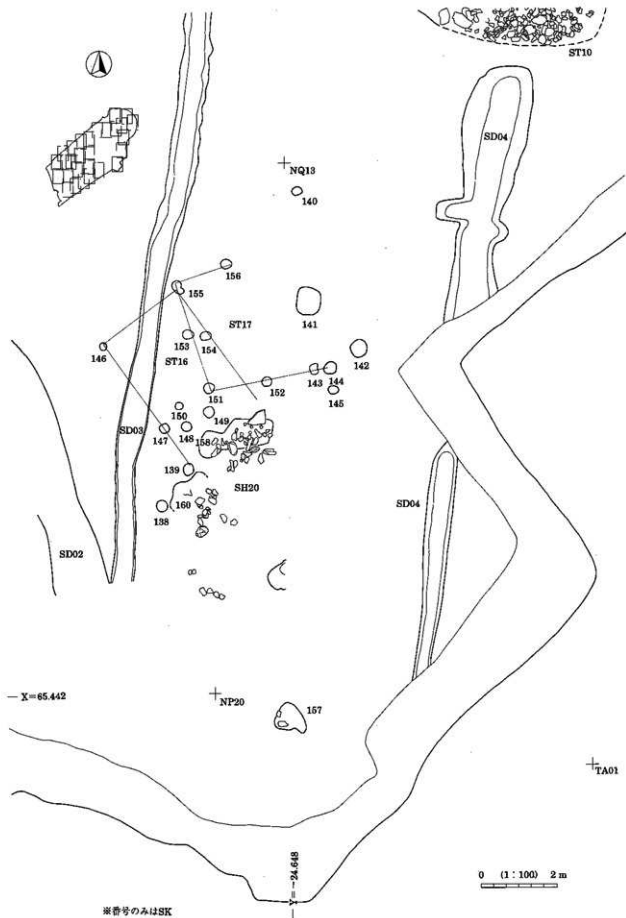 ST10
SD04
NQ13
140
156
155
141
ST17
153
154
146
ST16
142
143
144
152
151
145
150
149
SD03
147
148
158
139
SH20
SD04
160
138
SD02
X=65.442
NP20
157
TA01
Y=-24.648
0 (1:100) 2 m
※番号のみはSK